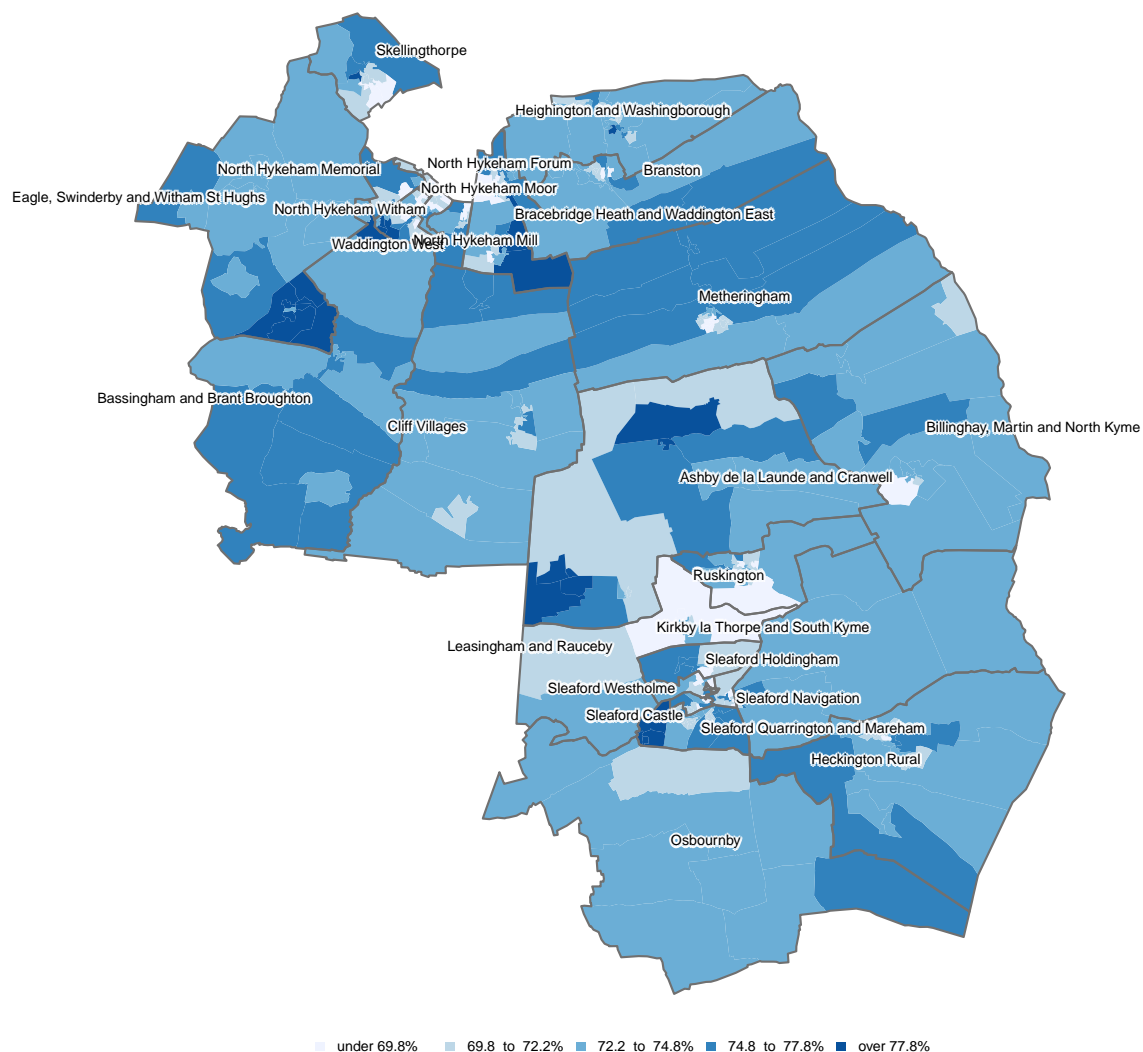 Skellingthorpe
Heighington and Washingborough
North Hykeham Forum
North Hykeham Memorial
Branston
North Hykeham Moor
Eagle, Swinderby and Witham St Hughs
North Hykeham Witham
Bracebridge Heath and Waddington East
Waddington West
North Hykeham Mill
Metheringham
Bassingham and Brant Broughton
Cliff Villages
Billinghay, Martin and North Kyme
Ashby de la Launde and Cranwell
Ruskington
Kirkby la Thorpe and South Kyme
Leasingham and Rauceby
Sleaford Holdingham
Sleaford Westholme
Sleaford Navigation
Sleaford Castle
Sleaford Quarrington and Mareham
Heckington Rural
Osbournby
under 69.8% 69.8 to 72.2% 72.2 to 74.8% 74.8 to 77.8% over 77.8%